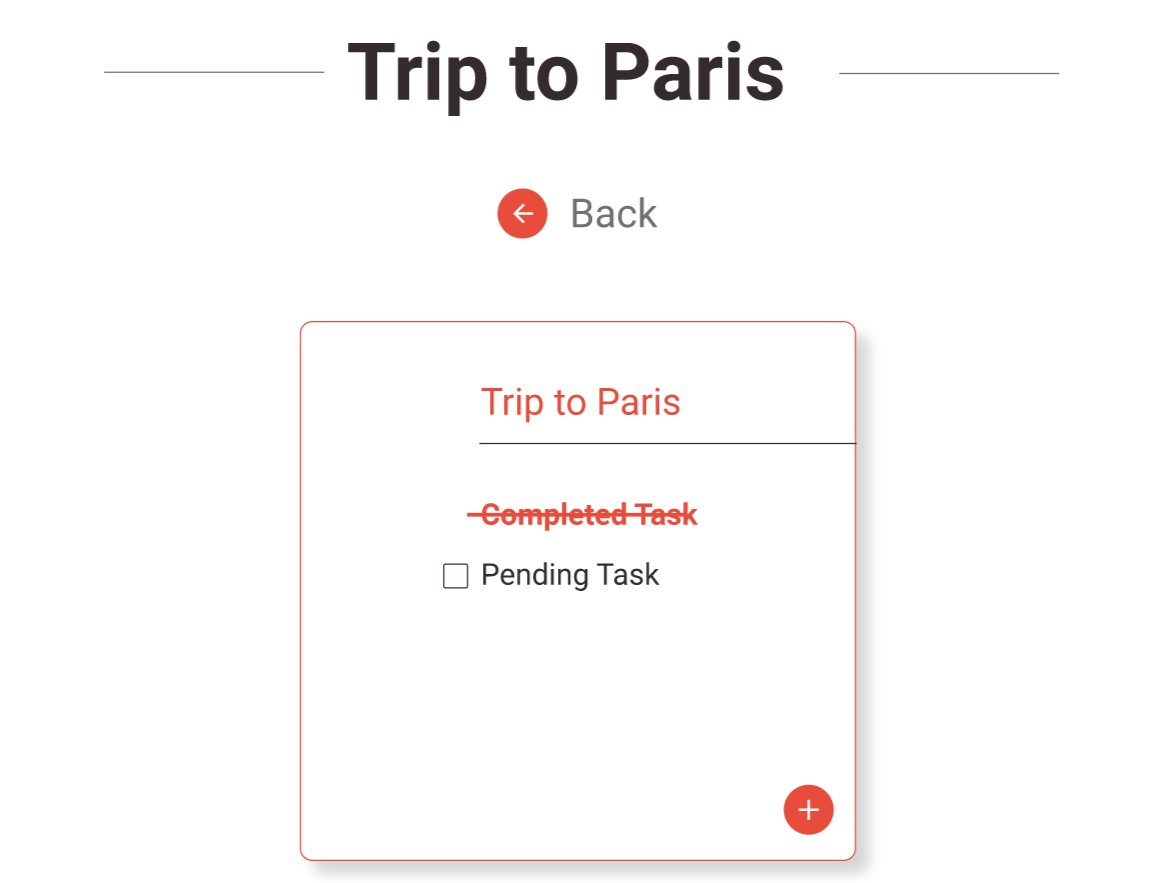 Trip to Paris
Back
Trip to Paris
Completed Task
Pending Task